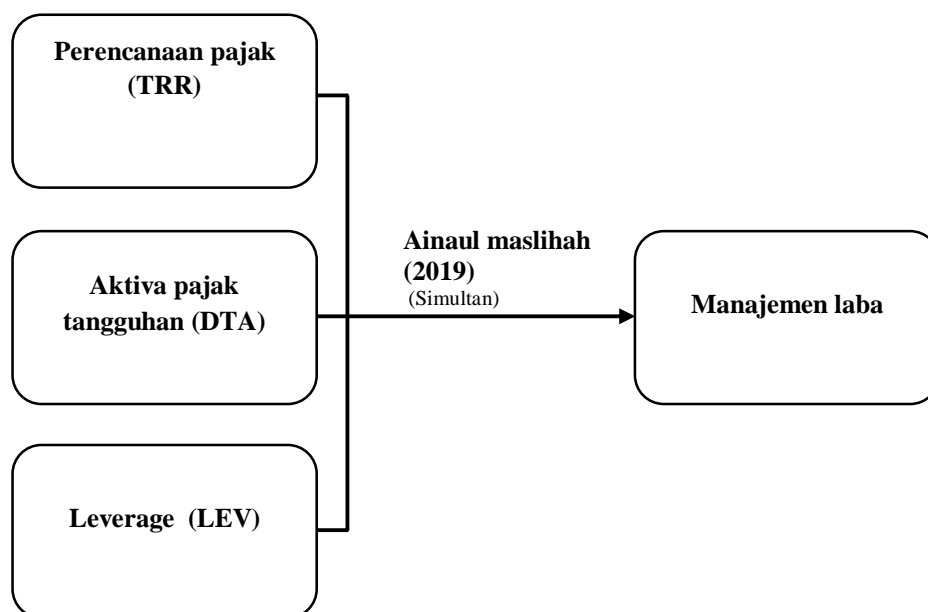 Perencanaan pajak
(TRR)
Aktiva pajak
tangguhan (DTA)
Leverage (LEV)
Ainaul maslihah
(2019)
(Simultan)
Manajemen laba